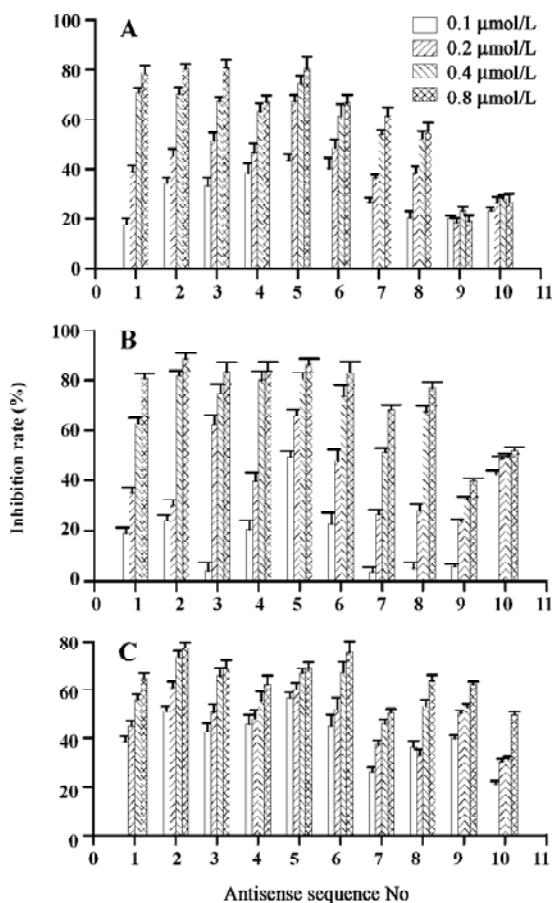 A
0.1 μmol/L
0.2 μmol/L
0.4 μmol/L
0.8 μmol/L
100
80
60
40
20
0
0 1 2 3 4 5 6 7 8 9 10 11
B
100
80
60
40
20
0
0 1 2 3 4 5 6 7 8 9 10 11
Inhibition rate (%)
C
80
60
40
20
0
0 1 2 3 4 5 6 7 8 9 10 11
Antisense sequence No